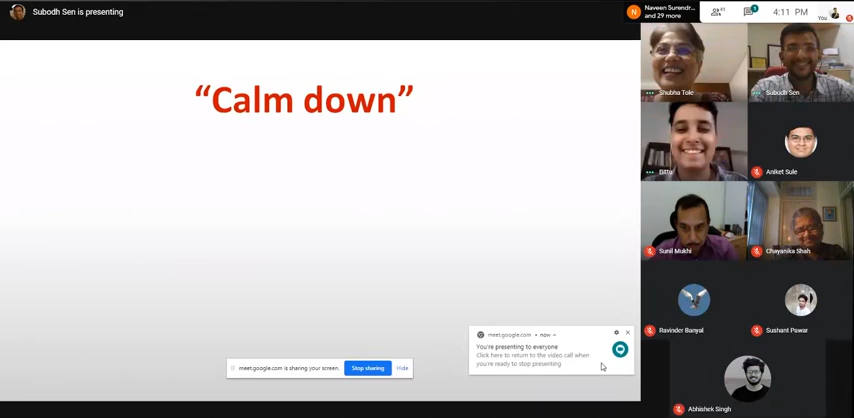 Subodh Sen is presenting
N
Naveen Surendr...
and 29 more
41
4:11 PM
You
“Calm down”
Shubha Tole
Subodh Sen
Bittu
Aniket Sule
Sunil Mukhi
Chayanika Shah
Ravinder Banyal
Sushant Pawar
Abhishek Singh
meet.google.com • now
You're presenting to everyone
Click here to return to the video call when
you're ready to stop presenting
meet.google.com is sharing your screen.
Stop sharing
Hide